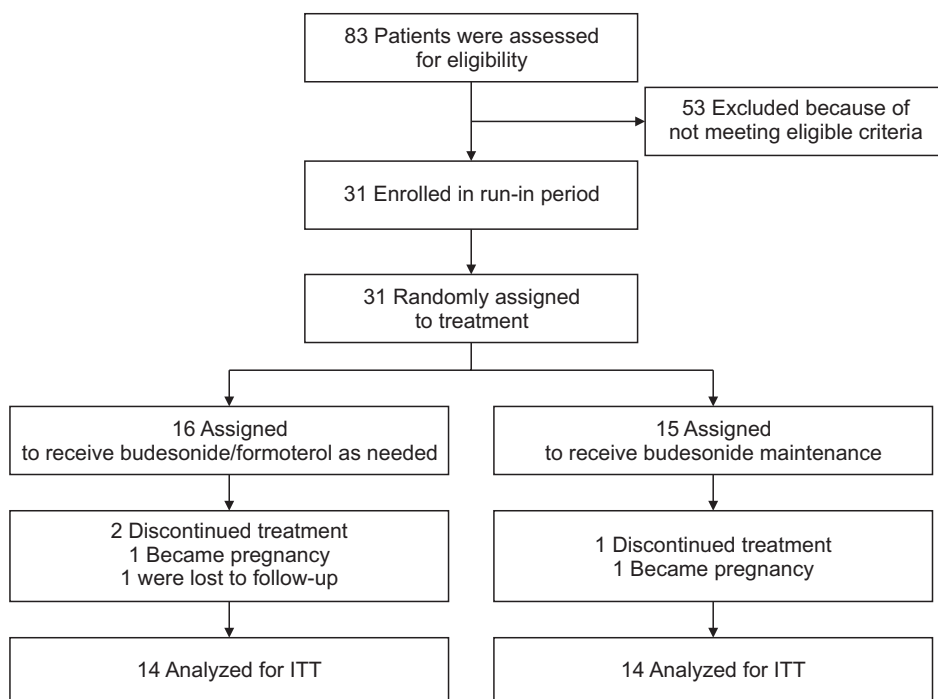 83 Patients were assessed
for eligibility
53 Excluded because of
not meeting eligible criteria
31 Enrolled in run-in period
31 Randomly assigned
to treatment
16 Assigned
to receive budesonide/formoterol as needed
15 Assigned
to receive budesonide maintenance
2 Discontinued treatment
1 Became pregnancy
1 were lost to follow-up
1 Discontinued treatment
1 Became pregnancy
14 Analyzed for ITT
14 Analyzed for ITT